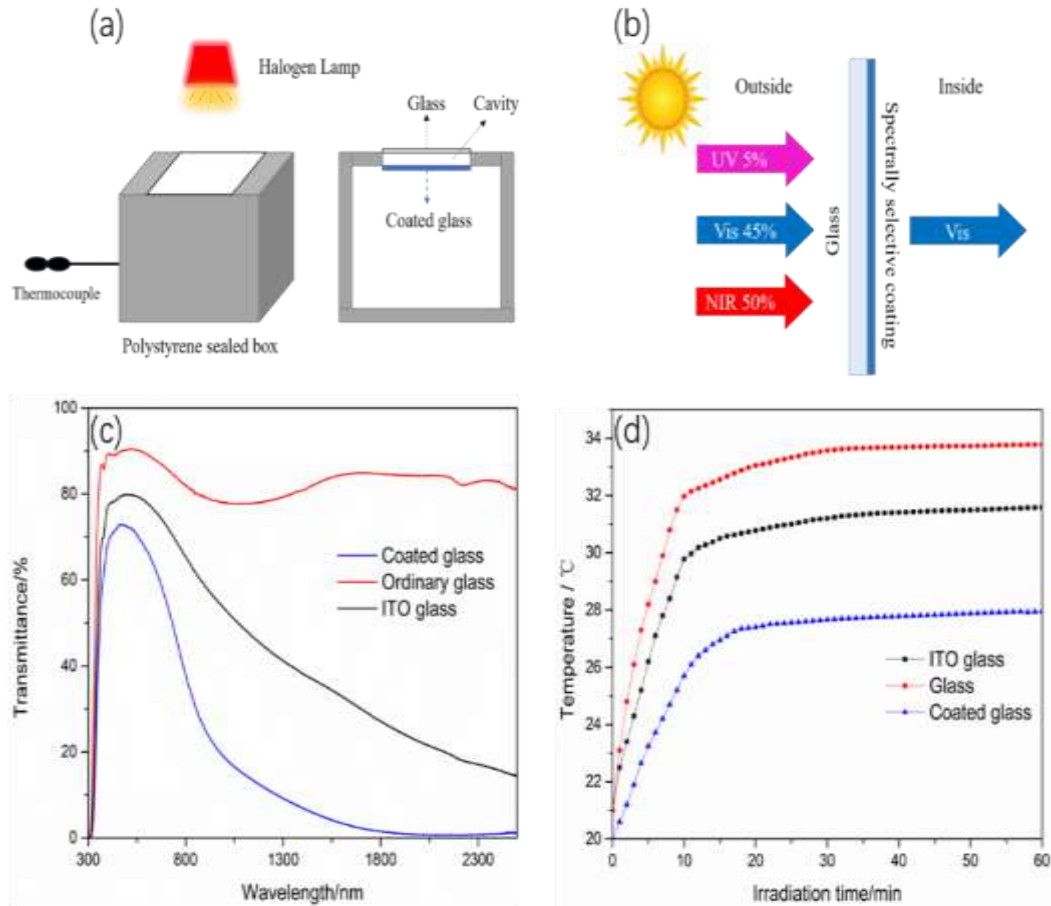 (a)
Halogen Lamp
Glass
Cavity
Coated glass
Thermocouple
Polystyrene sealed box
(b)
Outside
Inside
UV 5%
Vis 45%
NIR 50%
Glass
Spectrally selective coating
Vis
(c)
100
80
60
40
20
0
Transmittance/%
Coated glass
Ordinary glass
ITO glass
300
800
1300
1800
2300
Wavelength/nm
(d)
34
32
30
28
26
24
22
20
Temperature / ℃
ITO glass
Glass
Coated glass
0
10
20
30
40
50
60
Irradiation time/min